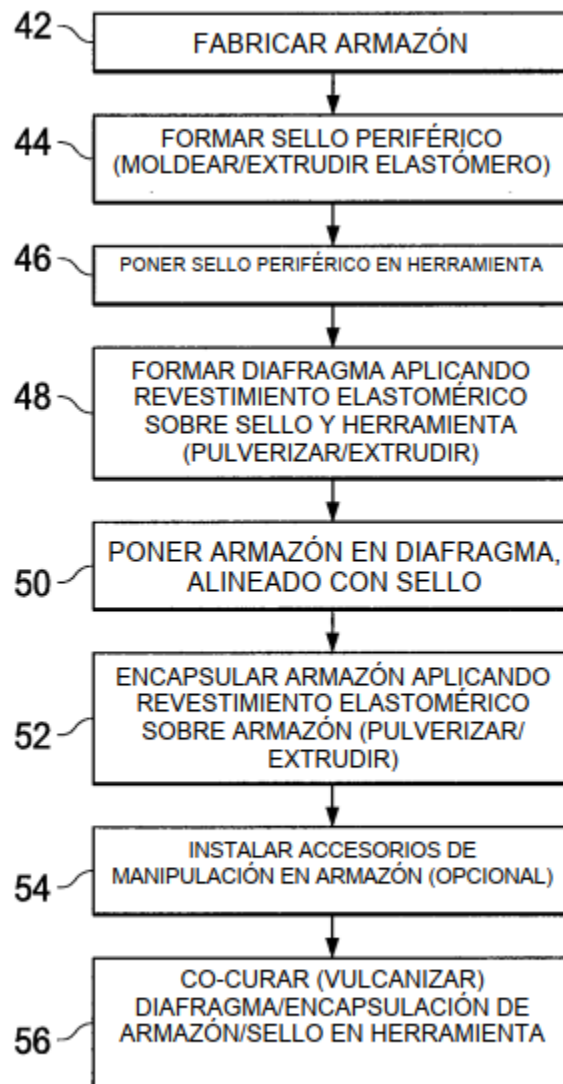 42
FABRICAR ARMAZÓN
44
FORMAR SELLO PERIFÉRICO
(MOLDEAR/EXTRUDIR ELASTÓMERO)
46
PONER SELLO PERIFÉRICO EN HERRAMIENTA
48
FORMAR DIAFRAGMA APLICANDO
REVESTIMIENTO ELASTOMÉRICO
SOBRE SELLO Y HERRAMIENTA
(PULVERIZAR/EXTRUDIR)
50
PONER ARMAZÓN EN DIAFRAGMA,
ALINEADO CON SELLO
52
ENCAPSULAR ARMAZÓN APLICANDO
REVESTIMIENTO ELASTOMÉRICO
SOBRE ARMAZÓN (PULVERIZAR/
EXTRUDIR)
54
INSTALAR ACCESORIOS DE
MANIPULACIÓN EN ARMAZÓN (OPCIONAL)
56
CO-CURAR (VULCANIZAR)
DIAFRAGMA/ENCAPSULACIÓN DE
ARMAZÓN/SELLO EN HERRAMIENTA